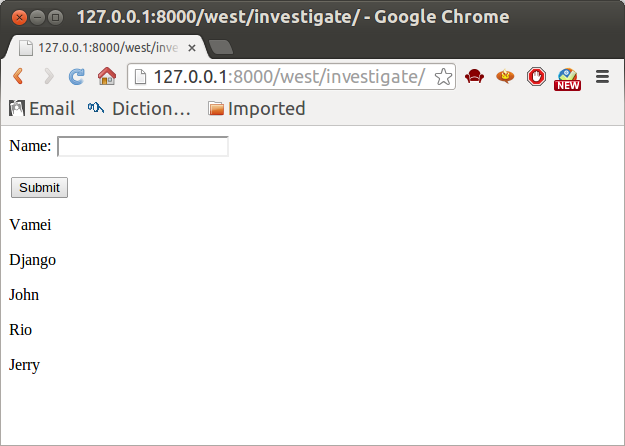 127.0.0.1:8000/west/investigate/ - Google Chrome
127.0.0.1:8000/west/inve
127.0.0.1:8000/west/investigate/
NEW
Email Diction... Imported
Name:
Submit
Vamei
Django
John
Rio
Jerry